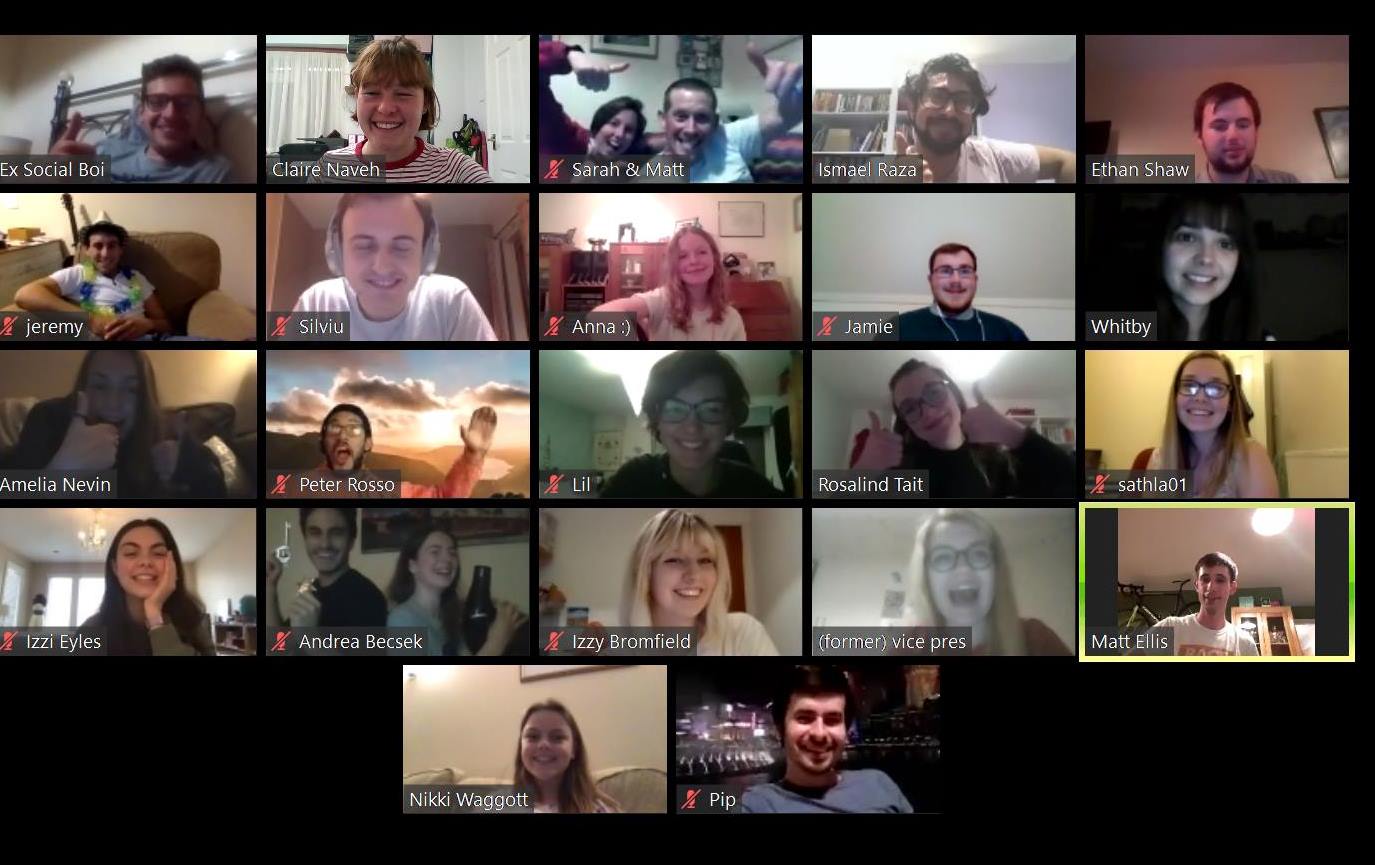 Ex Social Boi
Claire Naveh
Sarah & Matt
Ismael Raza
Ethan Shaw
jeremy
Silviu
Anna :)
Jamie
Whitby
Amelia Nevin
Peter Rosso
Lil
Rosalind Tait
sathla01
Izzi Eyles
Andrea Becsek
Izzy Bromfield
(former) vice pres
Matt Ellis
Nikki Waggott
Pip